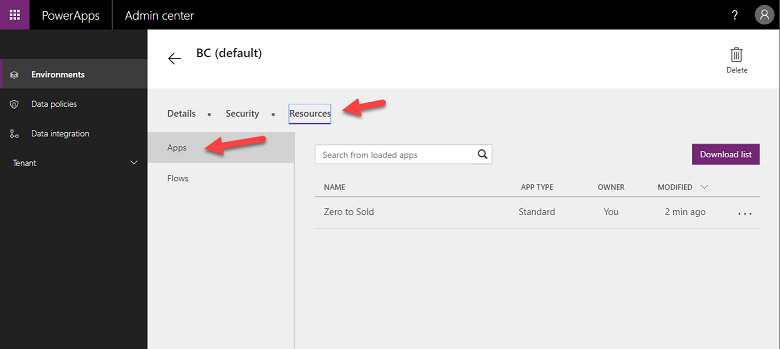 PowerApps Admin center ?
BC (default)
Delete
Environments
Data policies
Data integration
Tenant
Details Security Resources
Apps
Flows
Search from loaded apps
Download list
NAME APP TYPE OWNER MODIFIED
Zero to Sold Standard You 2 min ago ...